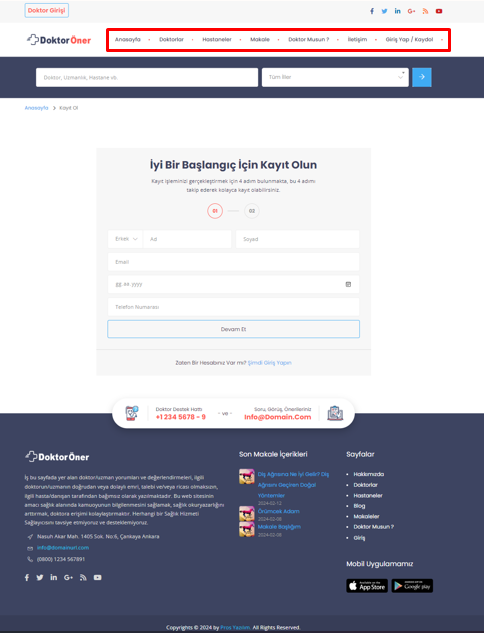 Doktor Girişi
DoktorÖner
Anasayfa
Doktorlar
Hastaneler
Makale
Doktor Musun ?
İletişim
Giriş Yap / Kaydol
Doktor, Uzmanlık, Hastane vb.
Tüm İller
Anasayfa > Kayıt Ol
İyi Bir Başlangıç İçin Kayıt Olun
Kayıt işleminizi gerçekleştirmek için 4 adım bulunmakta, bu 4 adımı
takip ederek kolayca kayıt olabilirsiniz.
01
02
Erkek
Ad
Soyad
Email
gg.aa.yyyy
Telefon Numarası
Devam Et
Zaten Bir Hesabınız Var mı? Şimdi Giriş Yapın!
Doktor Destek Hattı
+1 234 5678 - 9
- ve -
Soru, Görüş, Önerileriniz
Info@Domain.Com
DoktorÖner
İş bu sayfada yer alan doktor/uzman yorumları ve değerlendirmeleri, ilgili
doktorun/uzmanın doğrudan veya dolaylı emri, talebi ve/veya ricası olmaksızın,
ilgili hasta/danışan tarafından bağımsız olarak yazılmaktadır. Bu web sitesinin
amacı sağlık alanında kamuoyunun bilgilenmesini sağlamak, sağlık okuryazarlığını
arttırmak, doktora erişimi kolaylaştırmaktır. Herhangi bir Sağlık Hizmeti
Sağlayıcısını tavsiye etmiyoruz ve desteklemiyoruz.
Nasuh Akar Mah. 1405 Sok. No:9, Çankaya Ankara
info@domainurl.com
(0800) 1234 567891
Son Makale İçerikleri
Diş Ağrısına Ne İyi Gelir? Diş
Ağrısını Geçiren Doğal
Yöntemler
2024-02-12
Örümcek Adam
2024-02-08
Makale Başlığım
2024-02-08
Sayfalar
Hakkımızda
Doktorlar
Hastaneler
Blog
Makaleler
Doktor Musun ?
Giriş
Mobil Uygulamamız
App Store
Google play
Copyrights © 2024 by Pros Yazılım. All Rights Reserved.